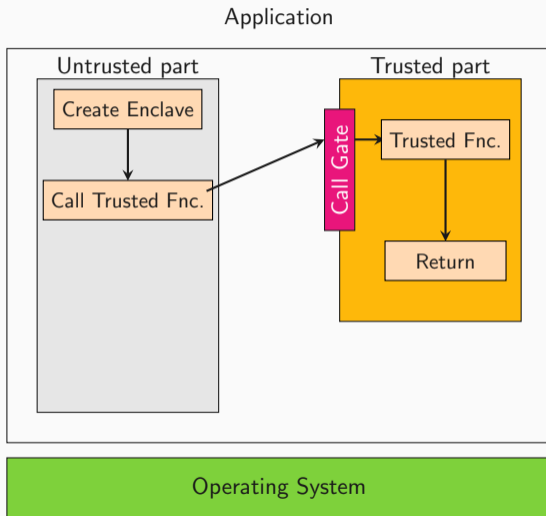 Application
Untrusted part
Trusted part
Create Enclave
Call Trusted Fnc.
Call Gate
Trusted Fnc.
Return
Operating System